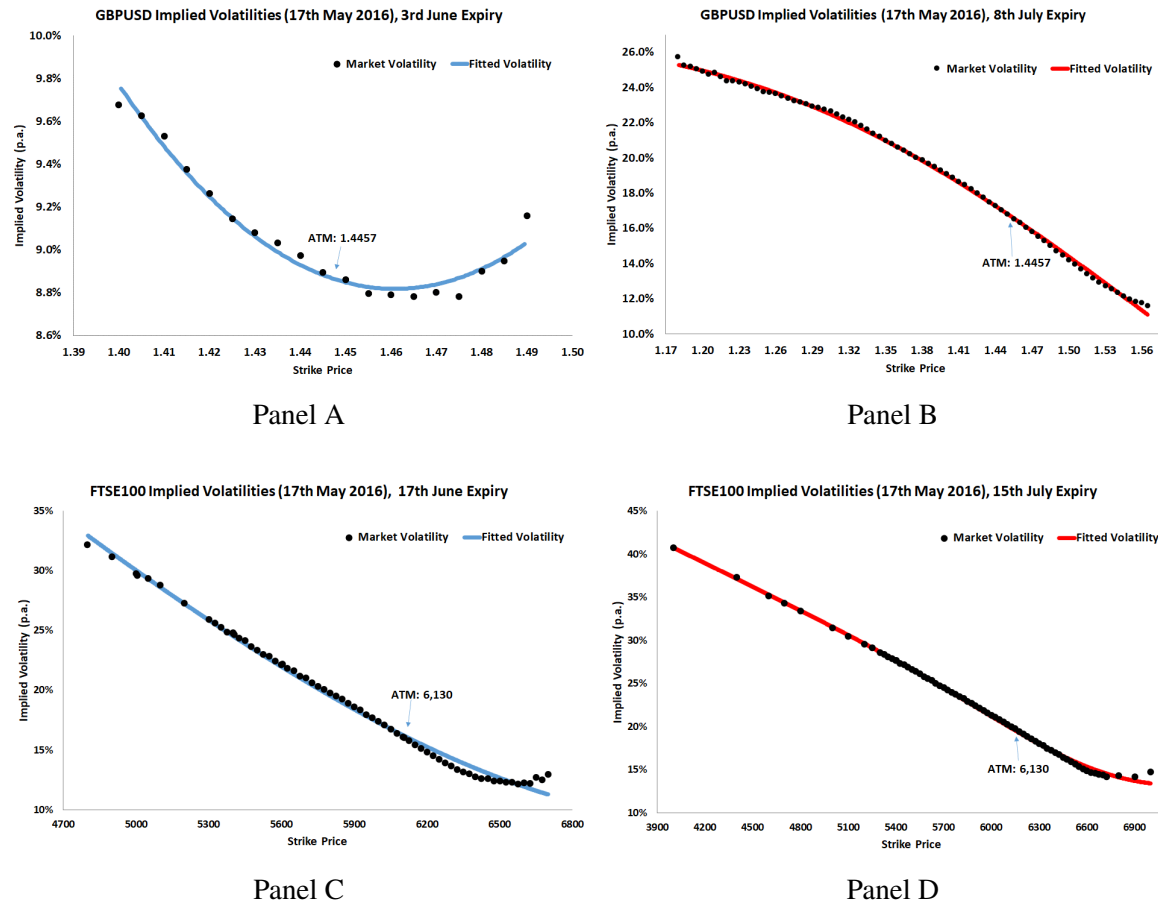 GBPUSD Implied Volatilities (17th May 2016), 3rd June Expiry
10.0%
9.8%
9.6%
9.4%
9.2%
9.0%
8.8%
8.6%
Implied Volatility (p.a.)
Market Volatility
Fitted Volatility
ATM: 1.4457
1.39 1.40 1.41 1.42 1.43 1.44 1.45 1.46 1.47 1.48 1.49 1.50
Strike Price
Panel A
GBPUSD Implied Volatilities (17th May 2016), 8th July Expiry
26.0%
24.0%
22.0%
20.0%
18.0%
16.0%
14.0%
12.0%
10.0%
Implied Volatility (p.a.)
Market Volatility
Fitted Volatility
ATM: 1.4457
1.17 1.20 1.23 1.26 1.29 1.32 1.35 1.38 1.41 1.44 1.47 1.50 1.53 1.56
Strike Price
Panel B
FTSE100 Implied Volatilities (17th May 2016), 17th June Expiry
35%
30%
25%
20%
15%
10%
Implied Volatility (p.a.)
Market Volatility
Fitted Volatility
ATM: 6,130
4700 5000 5300 5600 5900 6200 6500 6800
Strike Price
Panel C
FTSE100 Implied Volatilities (17th May 2016), 15th July Expiry
45%
40%
35%
30%
25%
20%
15%
10%
Implied Volatility (p.a.)
Market Volatility
Fitted Volatility
ATM: 6,130
3900 4200 4500 4800 5100 5400 5700 6000 6300 6600 6900
Strike Price
Panel D